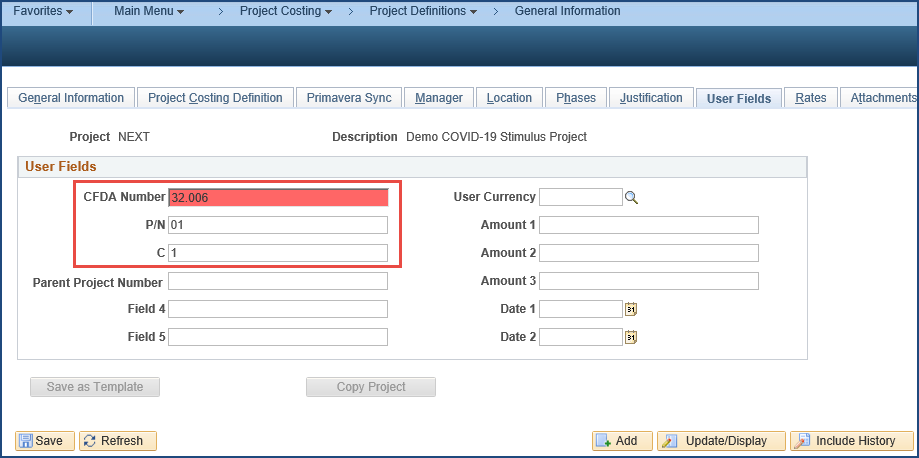 Favorites Main Menu > Project Costing > Project Definitions > General Information
General Information Project Costing Definition Primavera Sync Manager Location Phases Justification User Fields Rates Attachments
Project NEXT Description Demo COVID-19 Stimulus Project
User Fields
CFDA Number 32.006 User Currency
P/N 01 Amount 1
C 1 Amount 2
Parent Project Number Amount 3
Field 4 Date 1 31
Field 5 Date 2 31
Save as Template Copy Project
Save Refresh Add Update/Display Include History